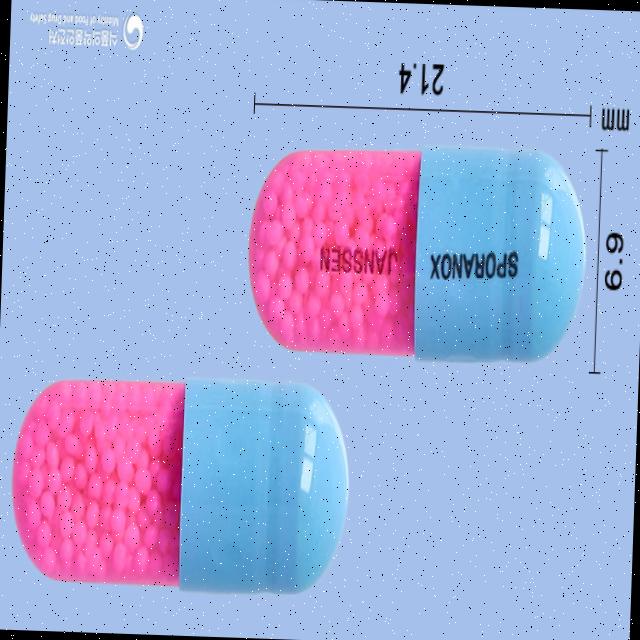 SPORANOX JANSSEN
6.9
mm
21.4
식품의약품안전처
Ministry of Food and Drug Safety